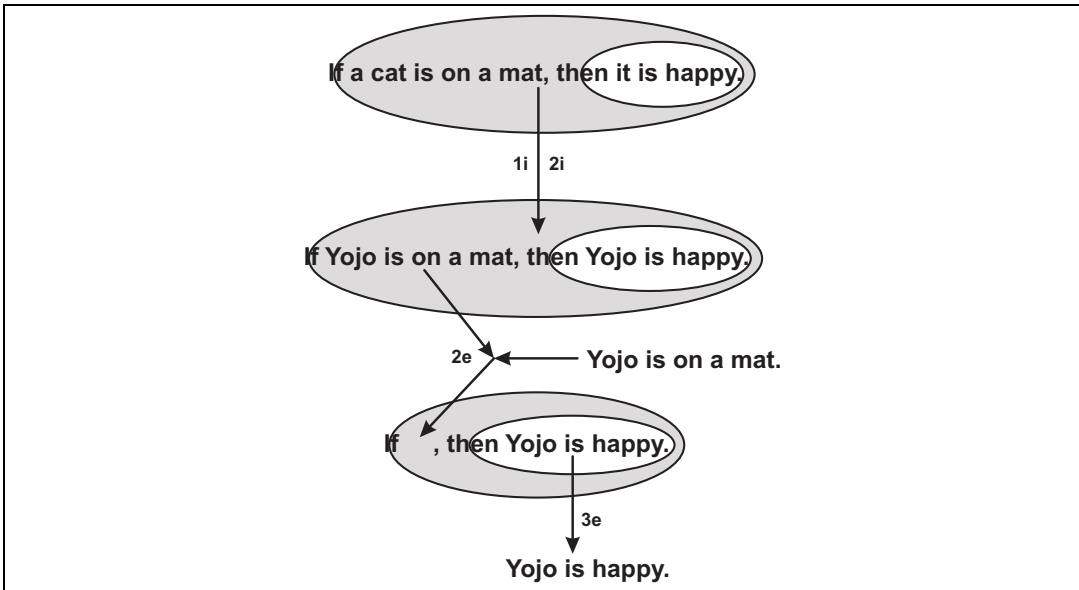 If a cat is on a mat, then it is happy.
1i 2i
If Yojo is on a mat, then Yojo is happy.
2e
Yojo is on a mat.
If , then Yojo is happy.
3e
Yojo is happy.